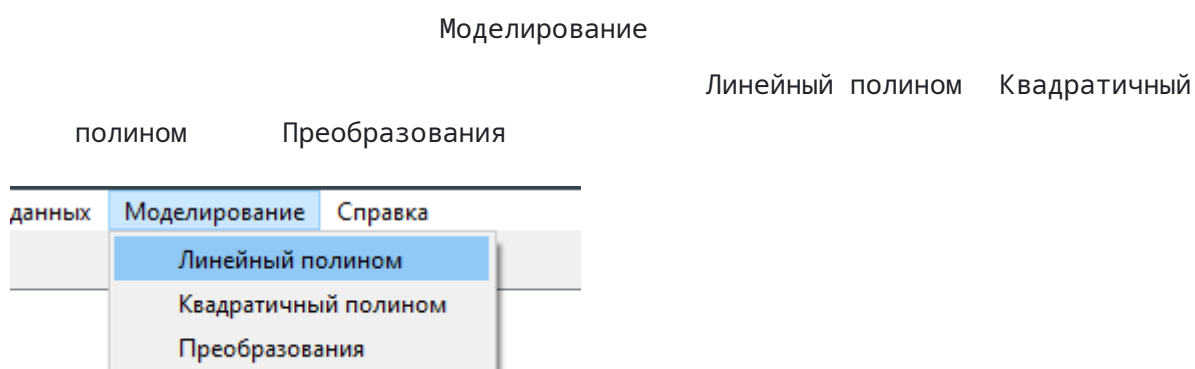 Моделирование
Линейный полином Квадратичный
полином Преобразования
данных Моделирование Справка
Линейный полином
Квадратичный полином
Преобразования